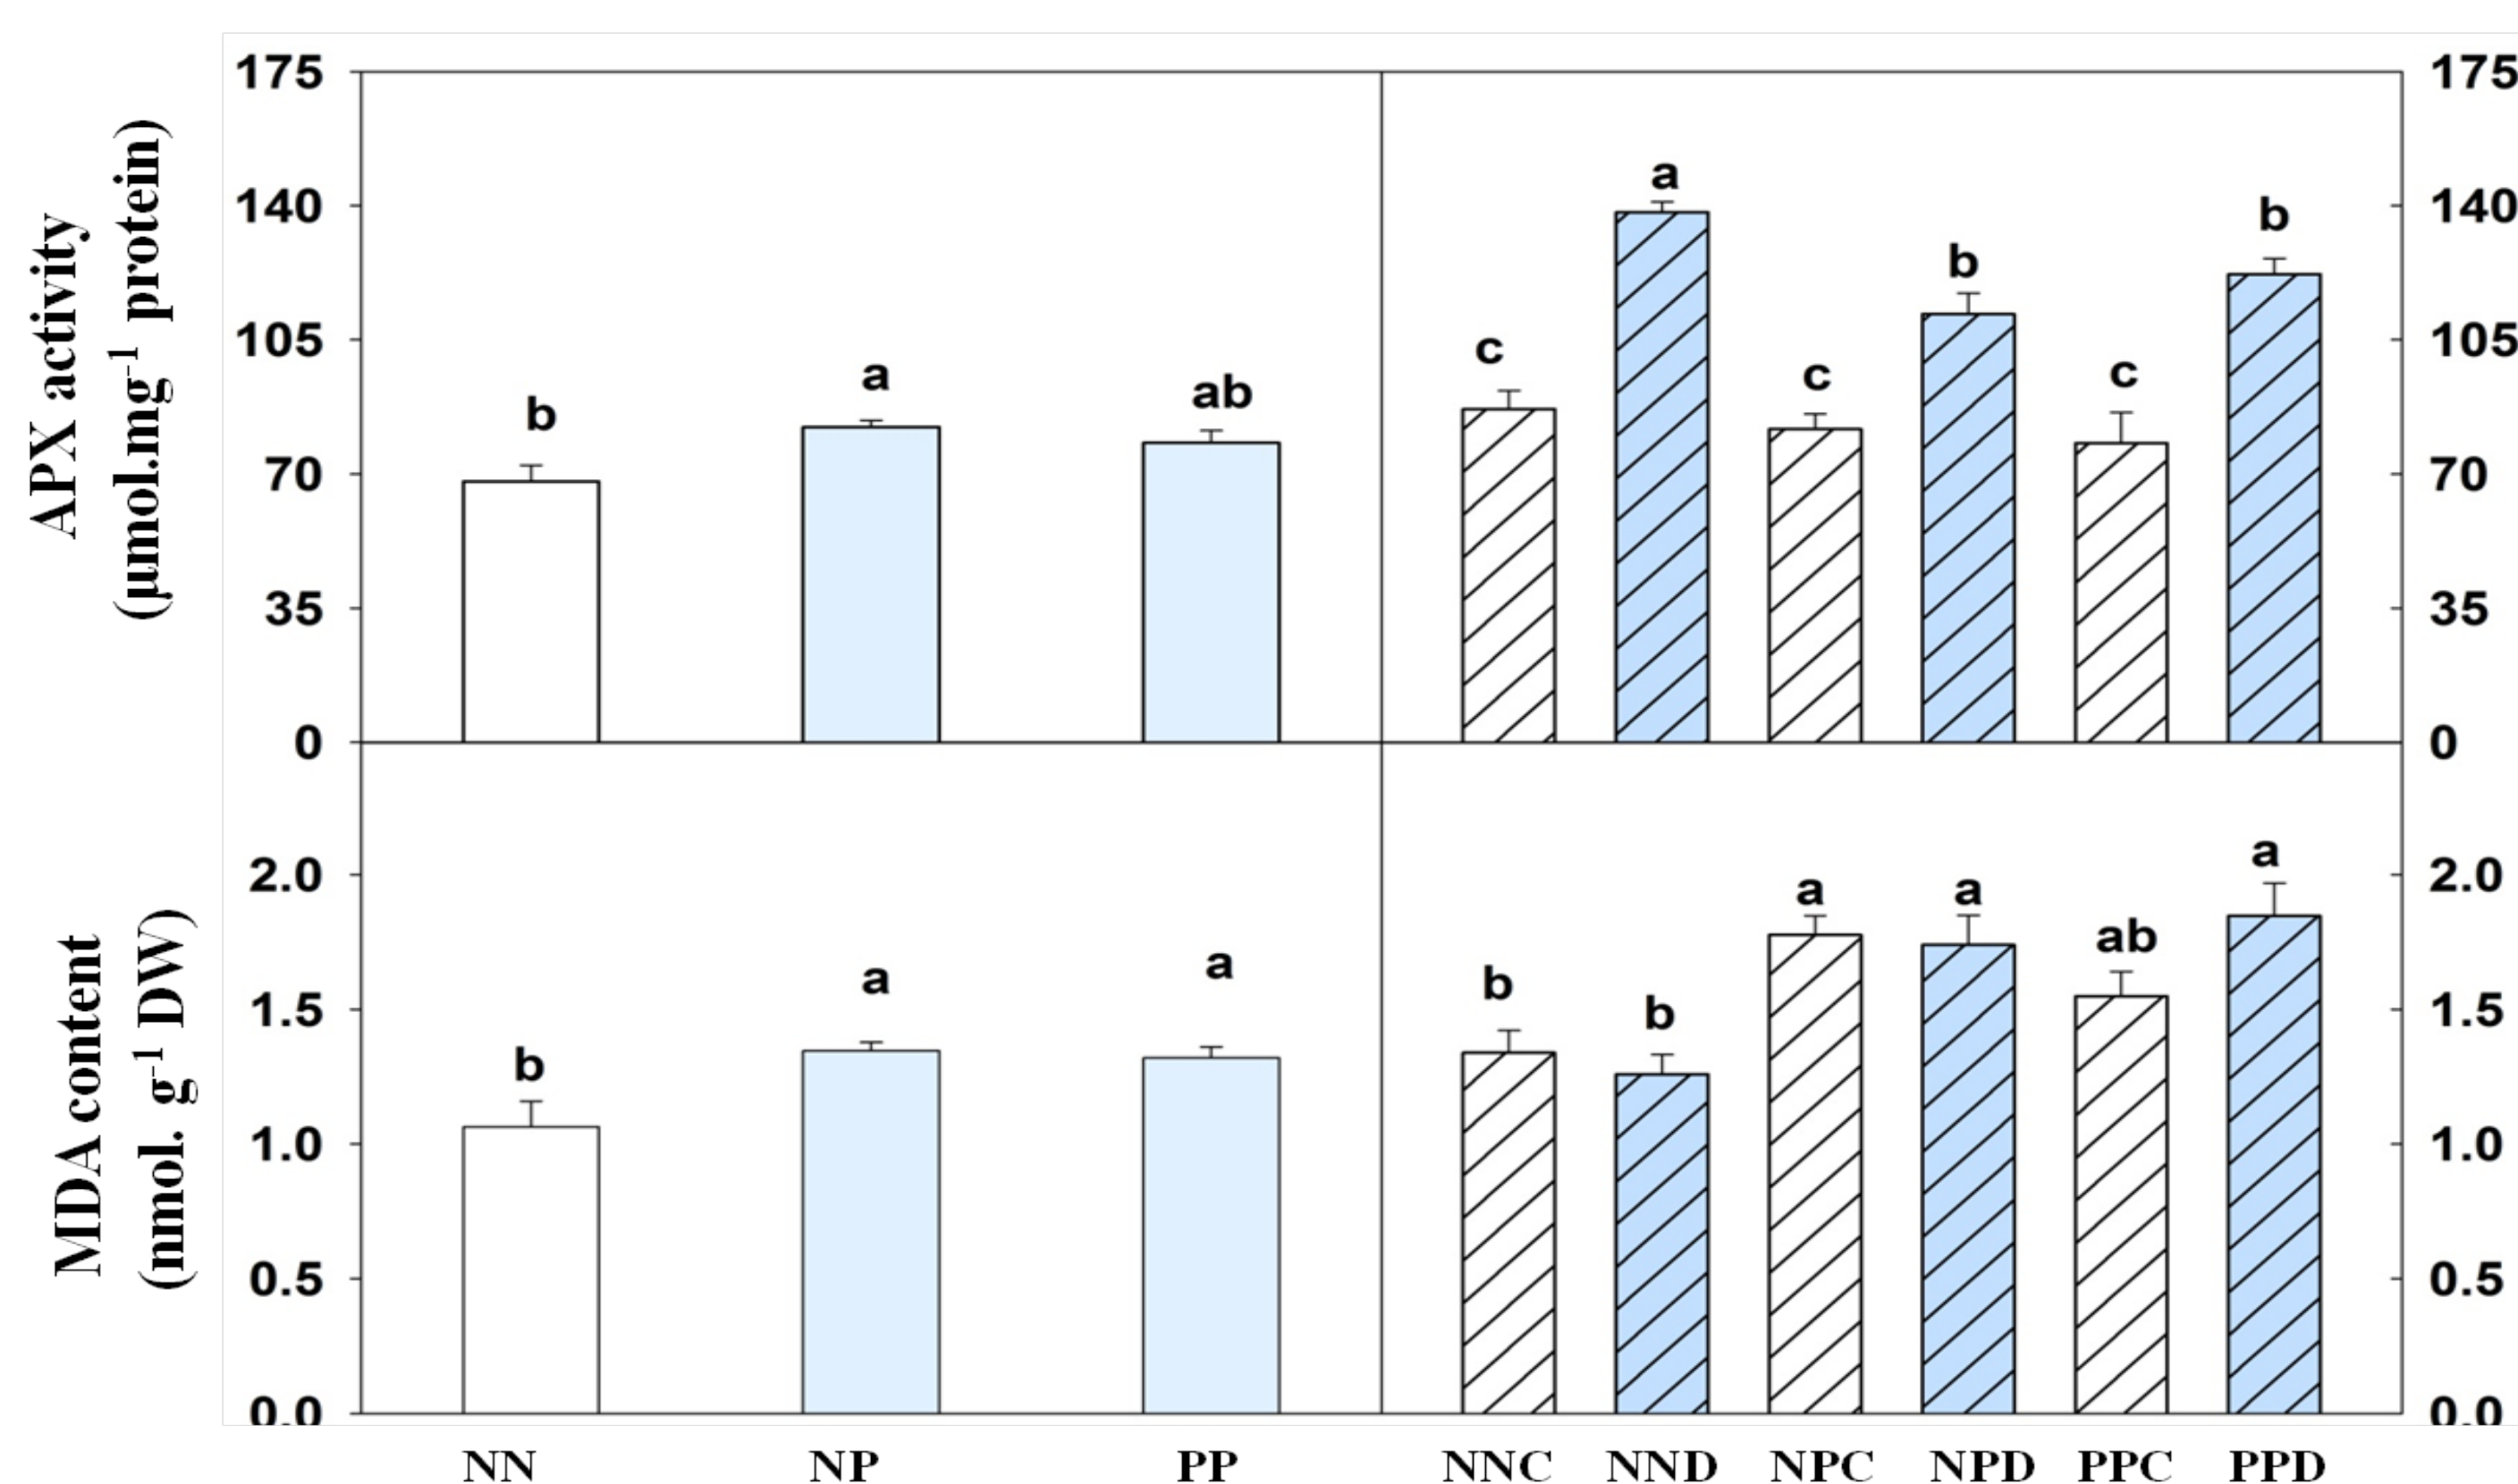 APX activity
(µmol.mg⁻¹ protein)
175
140
105
70
35
0
b
a
ab
c
a
c
b
c
b
175
140
105
70
35
0
MDA content
(nmol. g⁻¹ DW)
2.0
1.5
1.0
0.5
0.0
b
a
a
b
b
a
a
ab
a
2.0
1.5
1.0
0.5
0.0
NN NP PP NNC NND NPC NPD PPC PPD